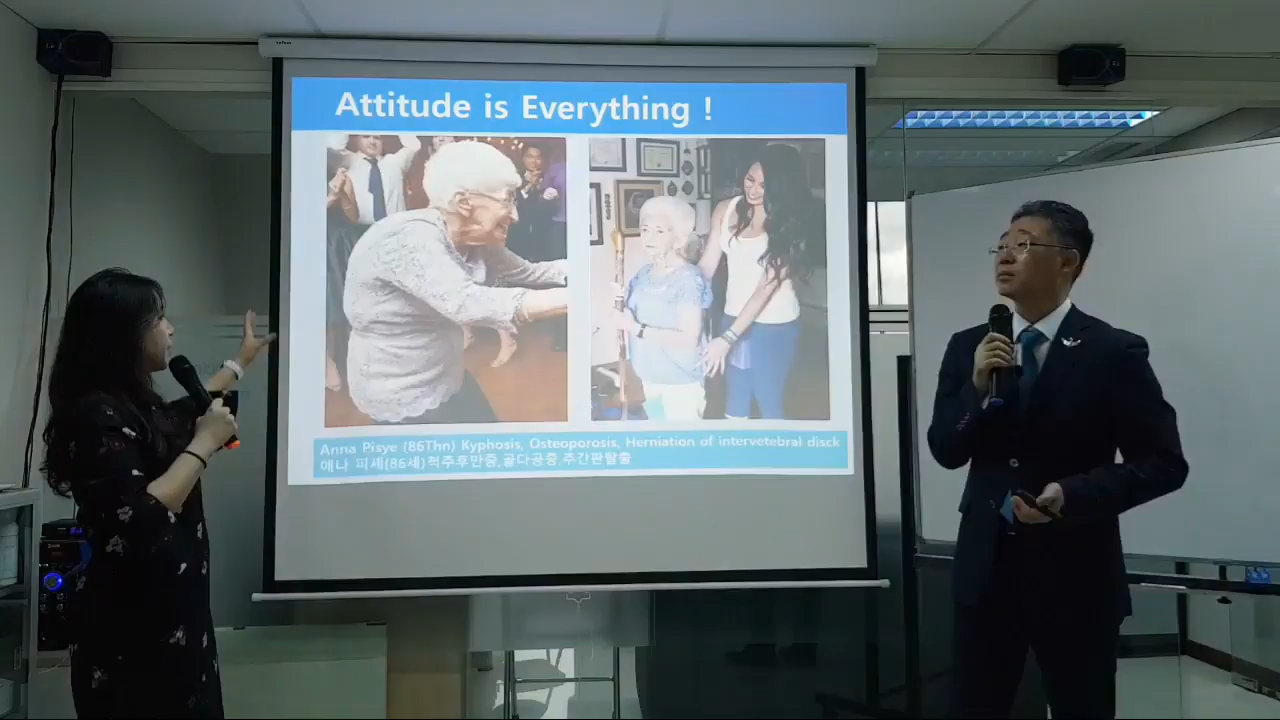 Attitude is Everything !
Anna Pisye (86Thn) Kyphosis, Osteoporosis, Herniation of intervetebral disck
애나 피세(86세)척주후만증,골다공증,추간판탈출